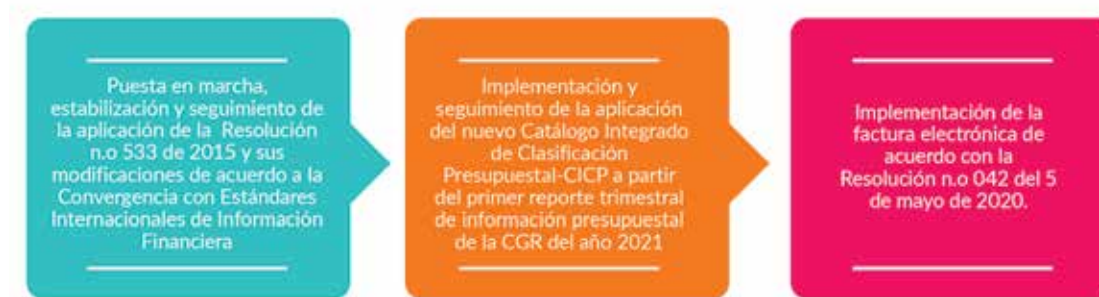 Puesta en marcha,
estabilización y seguimiento de
la aplicación de la Resolución
n.o 533 de 2015 y sus
modificaciones de acuerdo a la
Convergencia con Estándares
Internacionales de Información
Financiera
Implementación y
seguimiento de la aplicación
del nuevo Catálogo Integrado
de Clasificación
Presupuestal-CICP a partir
del primer reporte trimestral
de información presupuestal
de la CGR del año 2021
Implementación de la
factura electrónica de
acuerdo con la
Resolución n.o 042 del 5
de mayo de 2020.